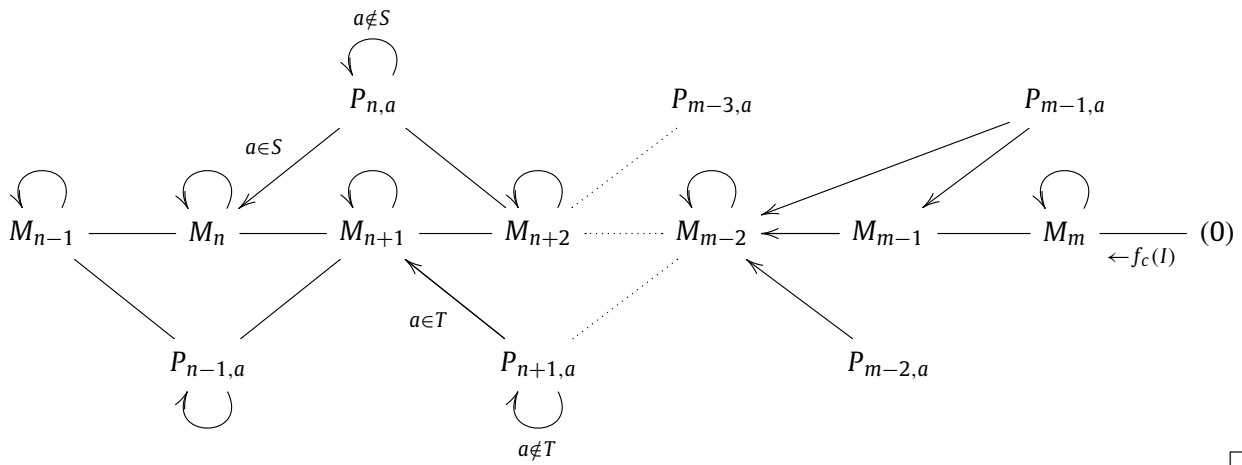 a∉S
P_{n,a} P_{m−3,a} P_{m−1,a}
a∈S
M_{n−1} M_n M_{n+1} M_{n+2} M_{m−2} M_{m−1} M_m (0)
←f_c(I)
a∈T
P_{n−1,a} P_{n+1,a} P_{m−2,a}
a∉T